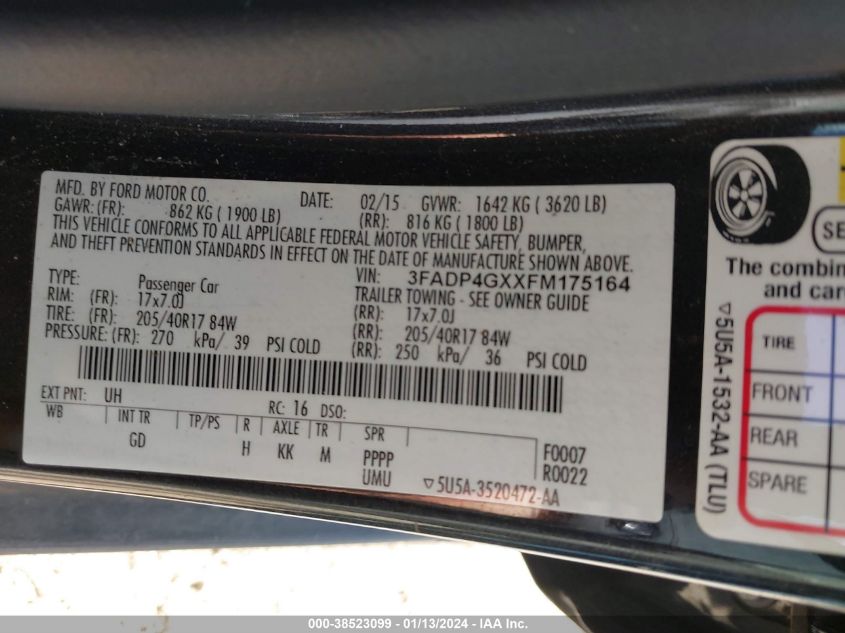 MFD. BY FORD MOTOR CO.
DATE: 02/15 GVWR: 1642 KG ( 3620 LB)
GAWR: (FR): 862 KG ( 1900 LB) (RR): 816 KG ( 1800 LB)
THIS VEHICLE CONFORMS TO ALL APPLICABLE FEDERAL MOTOR VEHICLE SAFETY, BUMPER,
AND THEFT PREVENTION STANDARDS IN EFFECT ON THE DATE OF MANUFACTURE SHOWN ABOVE.
VIN: 3FADP4GXXFM175164
TYPE: Passenger Car TRAILER TOWING - SEE OWNER GUIDE
RIM: (FR): 17x7.0J (RR): 17x7.0J
TIRE: (FR): 205/40R17 84W (RR): 205/40R17 84W
PRESSURE: (FR): 270 kPa/ 39 PSI COLD (RR): 250 kPa/ 36 PSI COLD
EXT PNT: UH RC: 16 DSO:
WB INT TR TP/PS R AXLE TR SPR F0007
GD H KK M PPPP R0022
UMU ▽5U5A-3520472-AA
SE
The combin
and car
TIRE
FRONT
REAR
SPARE
▽5U5A-1532-AA (TLU)
000-38523099 - 01/13/2024 - IAA Inc.